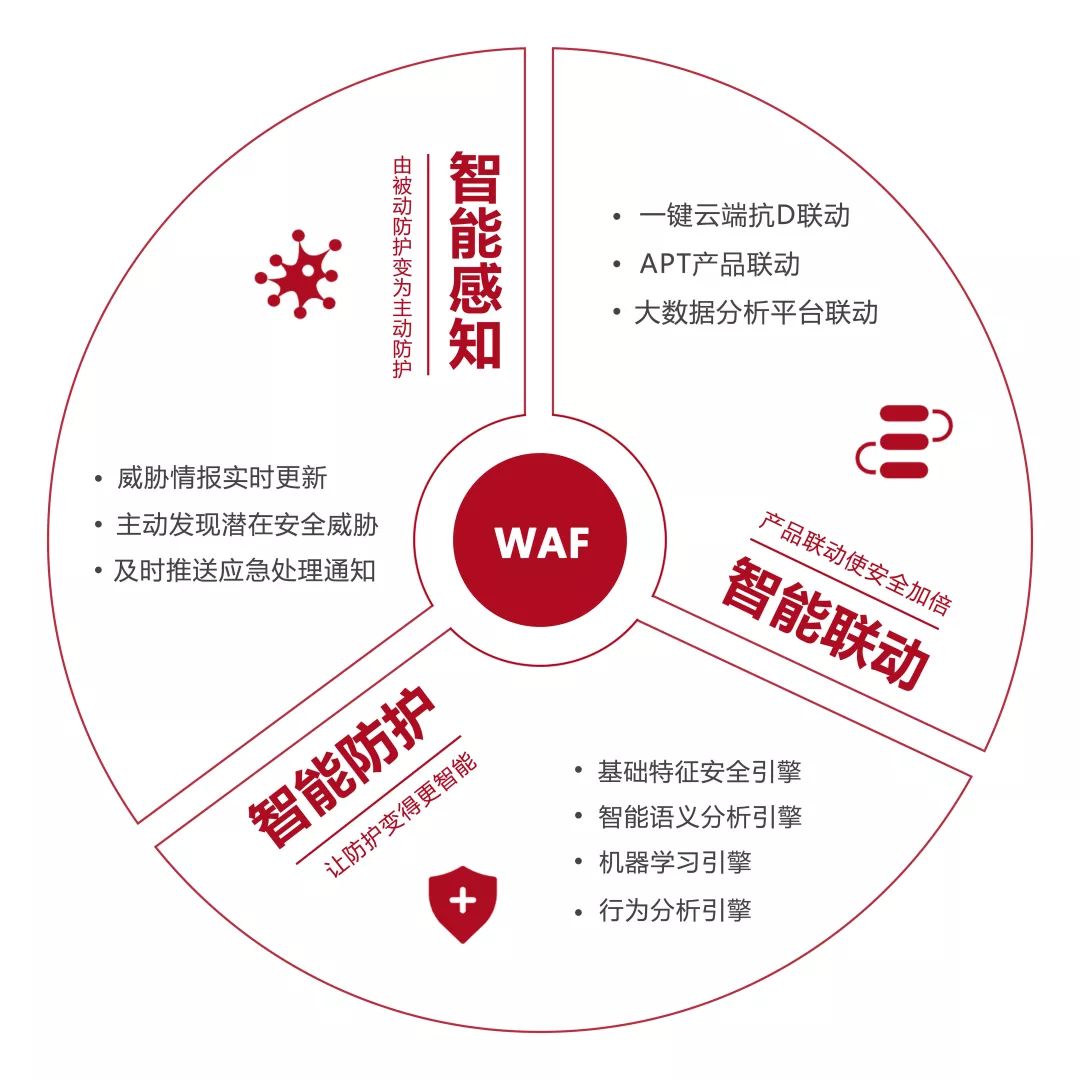 智能感知
由被动防护变为主动防护
威胁情报实时更新
主动发现潜在安全威胁
及时推送应急处理通知
一键云端抗D联动
APT产品联动
大数据分析平台联动
产品联动使安全加倍
智能联动
WAF
智能防护
让防护变得更智能
基础特征安全引擎
智能语义分析引擎
机器学习引擎
行为分析引擎